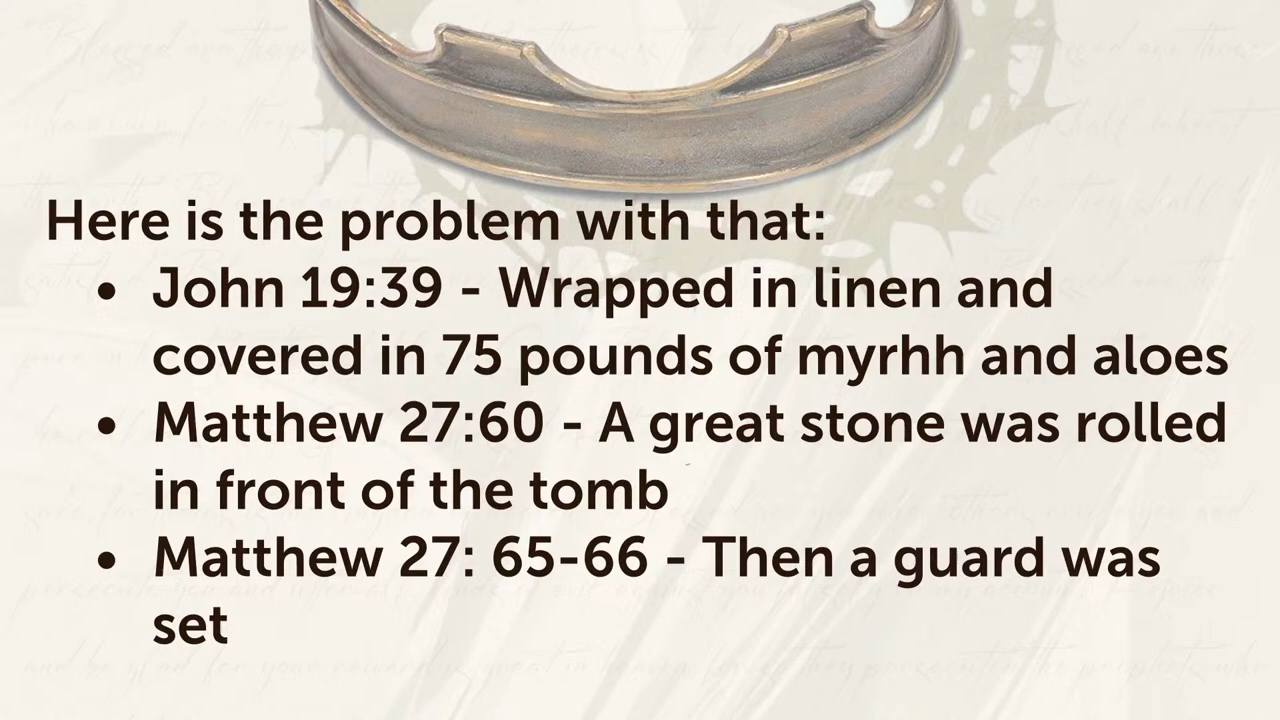 Here is the problem with that:
• John 19:39 - Wrapped in linen and
covered in 75 pounds of myrhh and aloes
• Matthew 27:60 - A great stone was rolled
in front of the tomb
• Matthew 27: 65-66 - Then a guard was
set